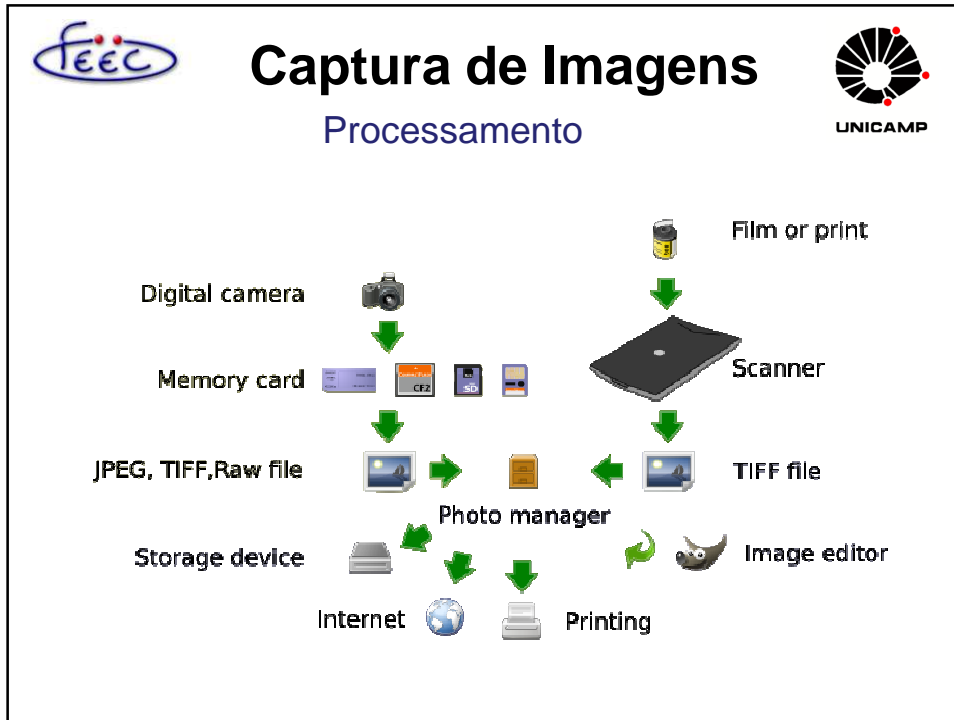 feec
Captura de Imagens
UNICAMP
Processamento
Film or print
Digital camera
Scanner
Memory card
CF2
SD
JPEG, TIFF,Raw file
TIFF file
Photo manager
Storage device
Image editor
Internet
Printing